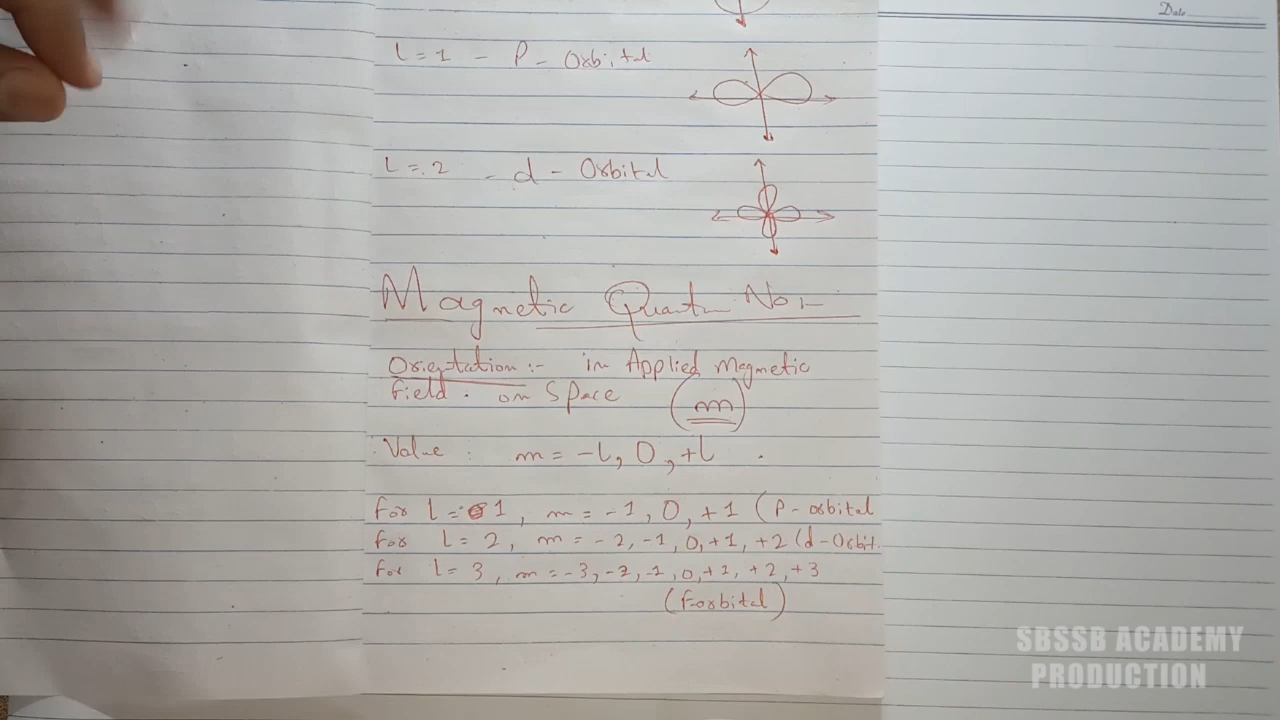 Date
l = 1 - P - Orbital
l = 2 - d - Orbital
Magnetic Quantum No :-
Orientation :- in Applied Magnetic
field. on Space (m)
Value : m = -l, 0, +l .
for l = 1, m = -1, 0, +1 (P - orbital
for l = 2, m = -2, -1, 0, +1, +2 (d - Orbit.
for l = 3, m = -3, -2, -1, 0, +1, +2, +3
(F-orbital)
SBSSB ACADEMY
PRODUCTION